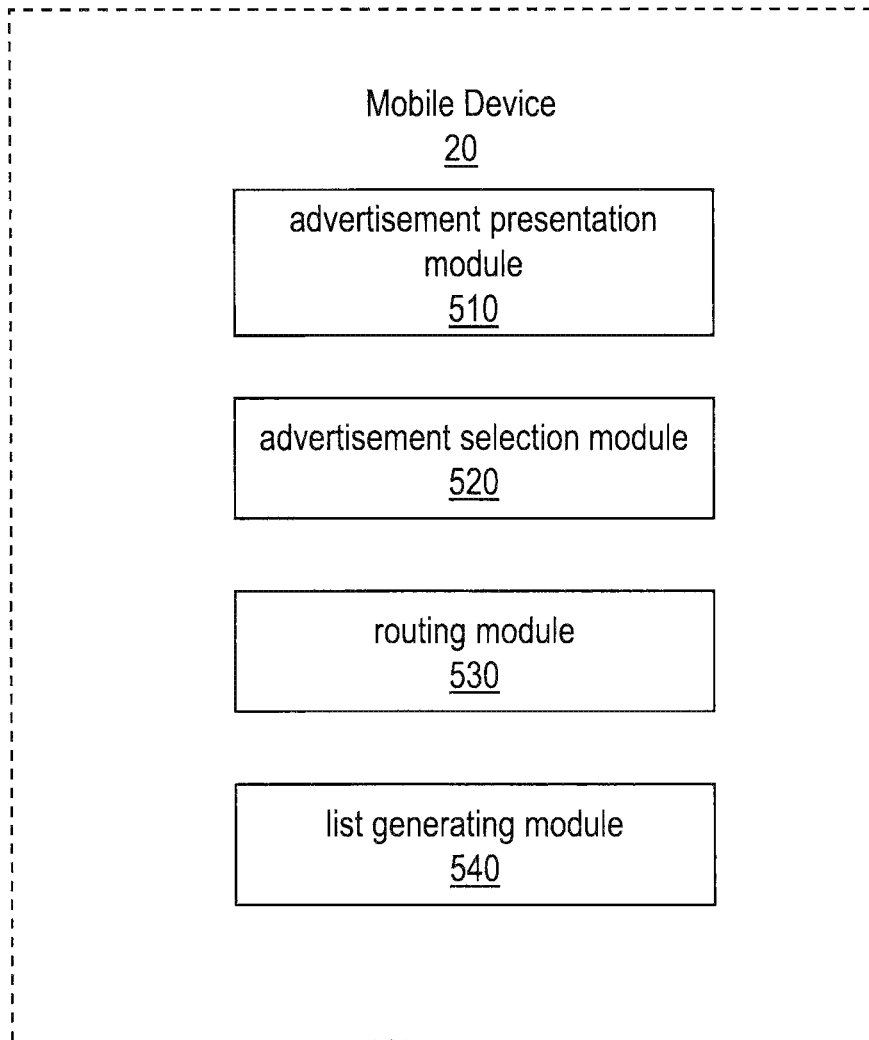 Mobile Device
20
advertisement presentation
module
510
advertisement selection module
520
routing module
530
list generating module
540